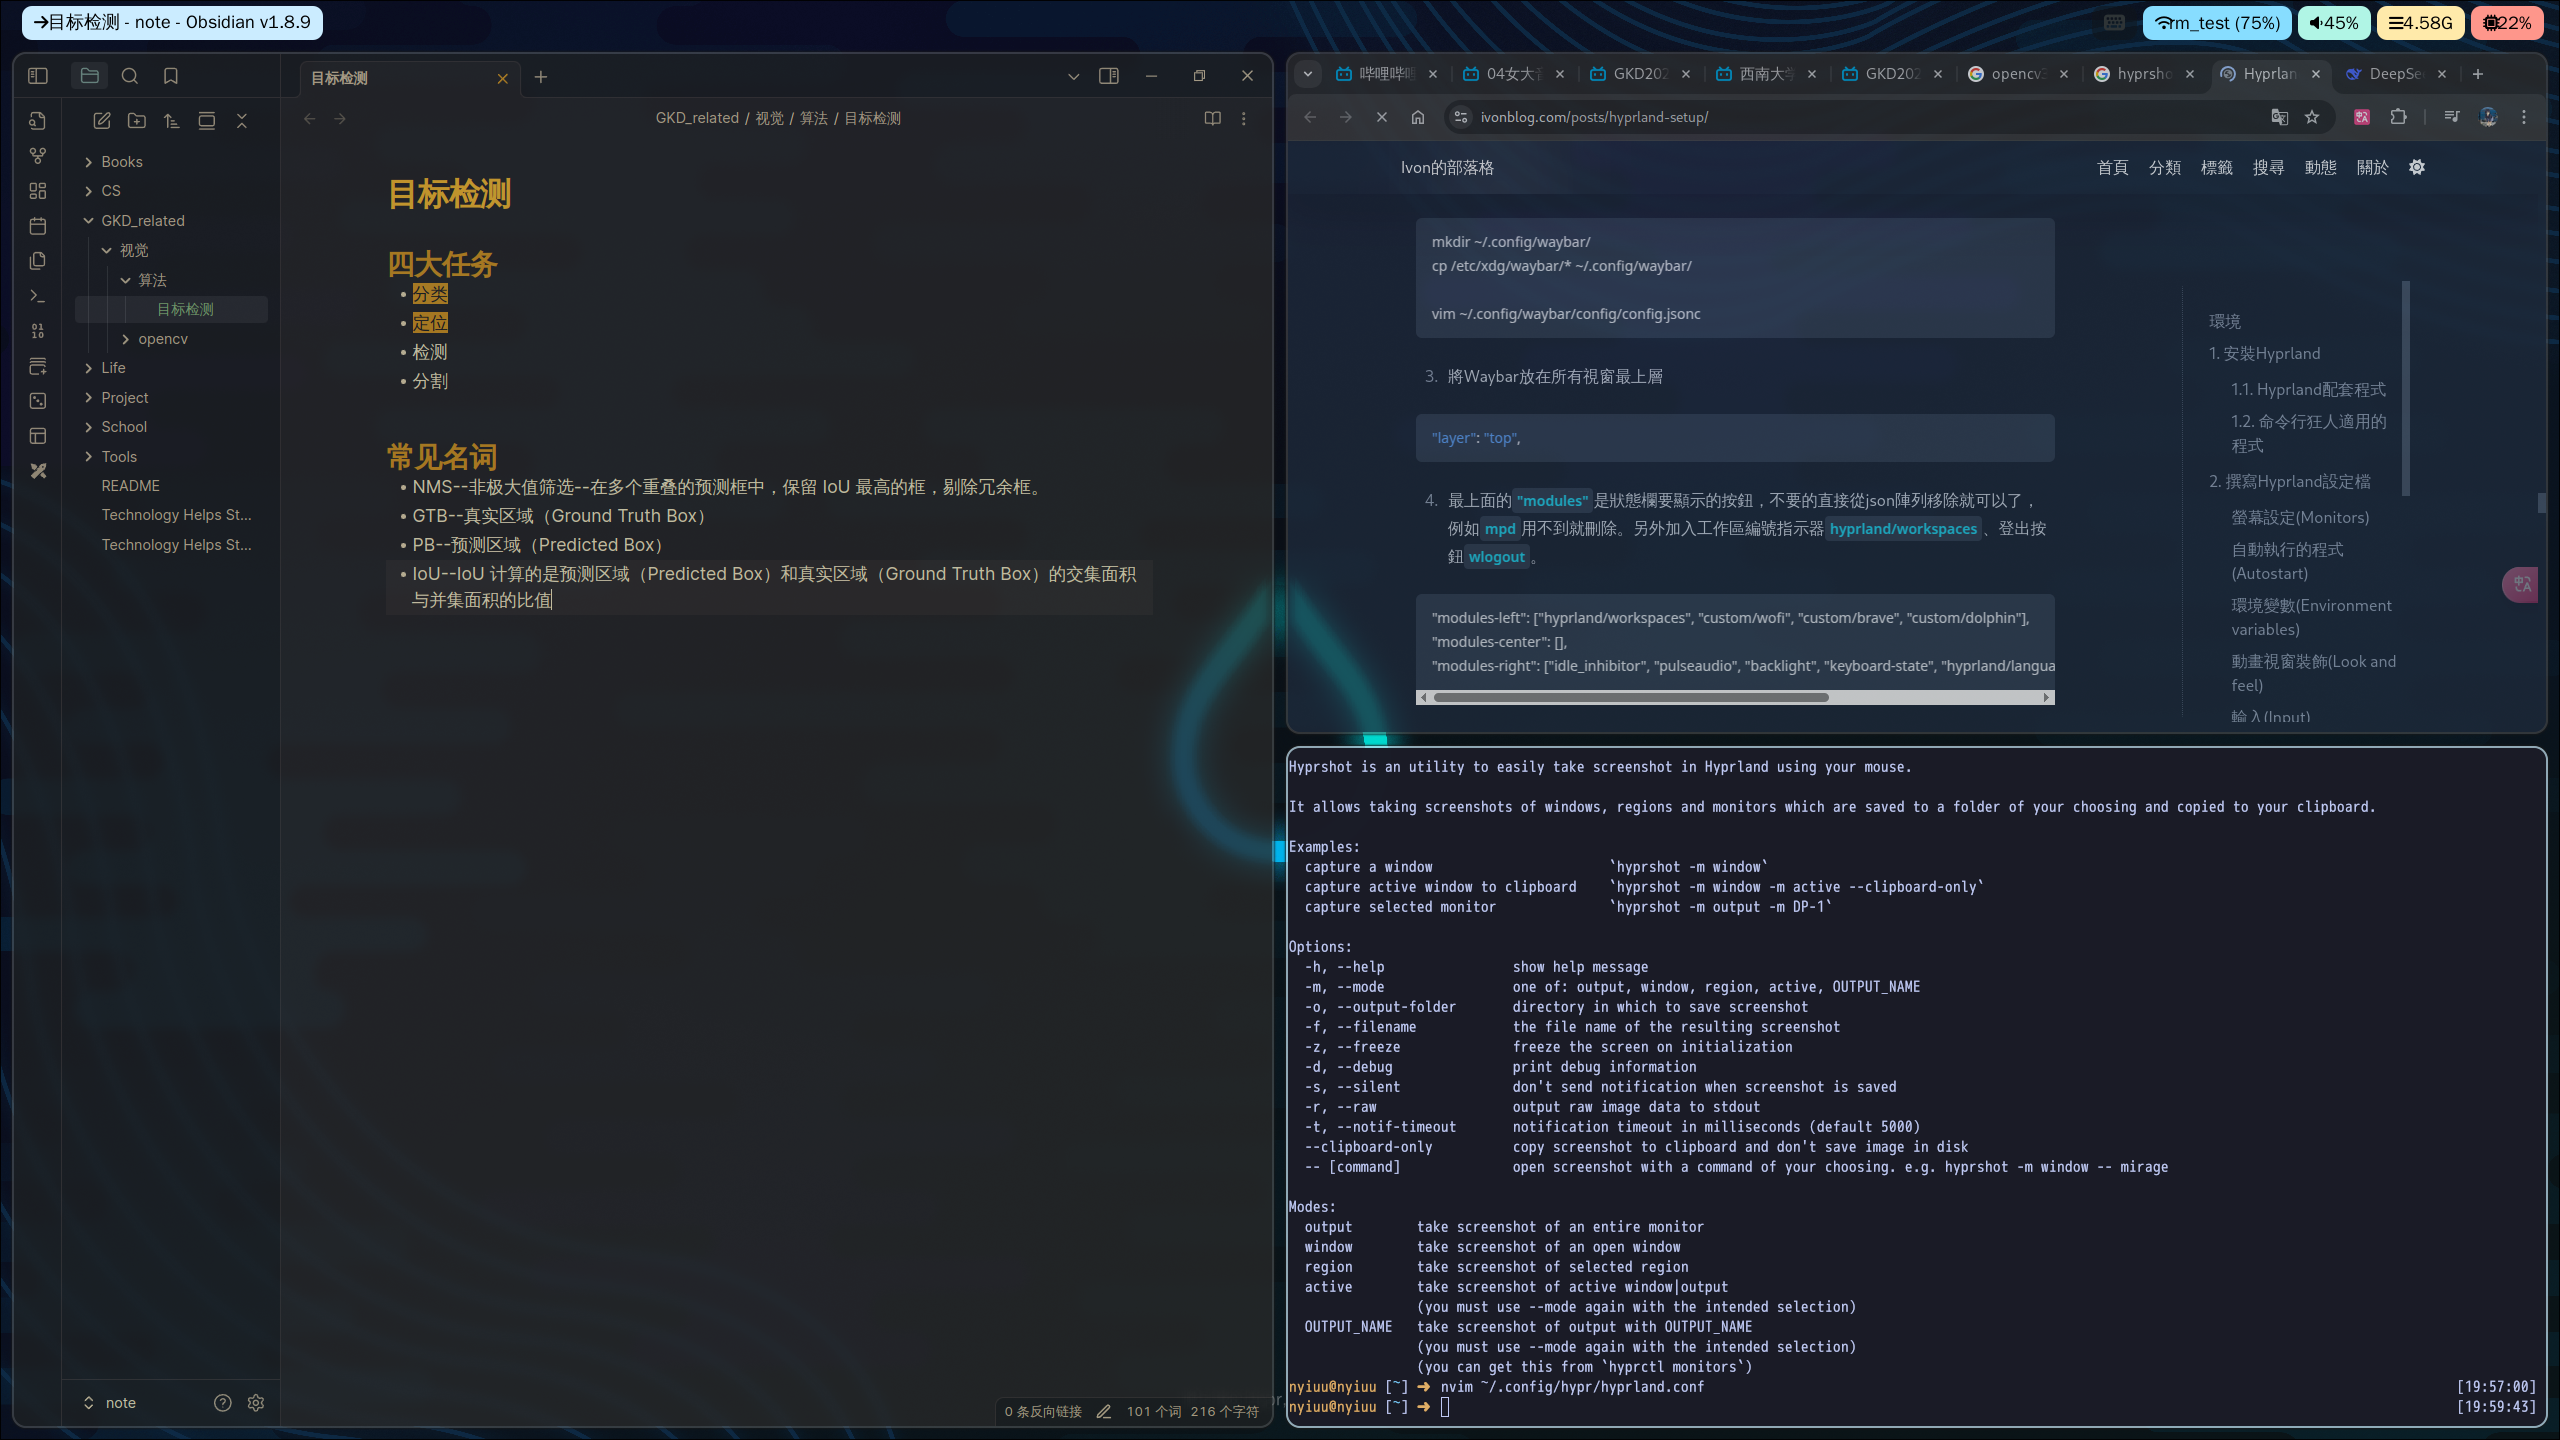 目标检测 - note - Obsidian v1.8.9
rm_test (75%)
45%
4.58G
22%
目标检测
GKD_related / 视觉 / 算法 / 目标检测
Books
CS
GKD_related
视觉
算法
目标检测
opencv
Life
Project
School
Tools
README
Technology Helps St...
Technology Helps St...
note
目标检测
四大任务
• 分类
• 定位
• 检测
• 分割
常见名词
• NMS--非极大值筛选--在多个重叠的预测框中，保留 IoU 最高的框，剔除冗余框。
• GTB--真实区域（Ground Truth Box）
• PB--预测区域（Predicted Box）
• IoU--IoU 计算的是预测区域（Predicted Box）和真实区域（Ground Truth Box）的交集面积
与并集面积的比值
0 条反向链接 101 个词 216 个字符
哔哩哔哩
04女大
GKD202
西南大学
GKD202
opencv
hyprsho
Hyprlan
DeepSe
ivonblog.com/posts/hyprland-setup/
Ivon的部落格
首頁 分類 標籤 搜尋 動態 關於
mkdir ~/.config/waybar/
cp /etc/xdg/waybar/* ~/.config/waybar/
vim ~/.config/waybar/config/config.jsonc
3. 將Waybar放在所有視窗最上層
"layer": "top",
4. 最上面的 "modules" 是狀態欄要顯示的按鈕，不要的直接從json陣列移除就可以了，
例如 mpd 用不到就刪除。另外加入工作區編號指示器 hyprland/workspaces 、登出按
鈕 wlogout 。
"modules-left": ["hyprland/workspaces", "custom/wofi", "custom/brave", "custom/dolphin"],
"modules-center": [],
"modules-right": ["idle_inhibitor", "pulseaudio", "backlight", "keyboard-state", "hyprland/langua
環境
1. 安裝Hyprland
1.1. Hyprland配套程式
1.2. 命令行狂人適用的
程式
2. 撰寫Hyprland設定檔
螢幕設定(Monitors)
自動執行的程式
(Autostart)
環境變數(Environment
variables)
動畫視窗裝飾(Look and
feel)
輸入(Input)
Hyprshot is an utility to easily take screenshot in Hyprland using your mouse.
It allows taking screenshots of windows, regions and monitors which are saved to a folder of your choosing and copied to your clipboard.
Examples:
capture a window `hyprshot -m window`
capture active window to clipboard `hyprshot -m window -m active --clipboard-only`
capture selected monitor `hyprshot -m output -m DP-1`
Options:
-h, --help show help message
-m, --mode one of: output, window, region, active, OUTPUT_NAME
-o, --output-folder directory in which to save screenshot
-f, --filename the file name of the resulting screenshot
-z, --freeze freeze the screen on initialization
-d, --debug print debug information
-s, --silent don't send notification when screenshot is saved
-r, --raw output raw image data to stdout
-t, --notif-timeout notification timeout in milliseconds (default 5000)
--clipboard-only copy screenshot to clipboard and don't save image in disk
-- [command] open screenshot with a command of your choosing. e.g. hyprshot -m window -- mirage
Modes:
output take screenshot of an entire monitor
window take screenshot of an open window
region take screenshot of selected region
active take screenshot of active window|output
(you must use --mode again with the intended selection)
OUTPUT_NAME take screenshot of output with OUTPUT_NAME
(you must use --mode again with the intended selection)
(you can get this from `hyprctl monitors`)
nyiuu@nyiuu [~] ➜ nvim ~/.config/hypr/hyprland.conf [19:57:00]
nyiuu@nyiuu [~] ➜ [19:59:43]